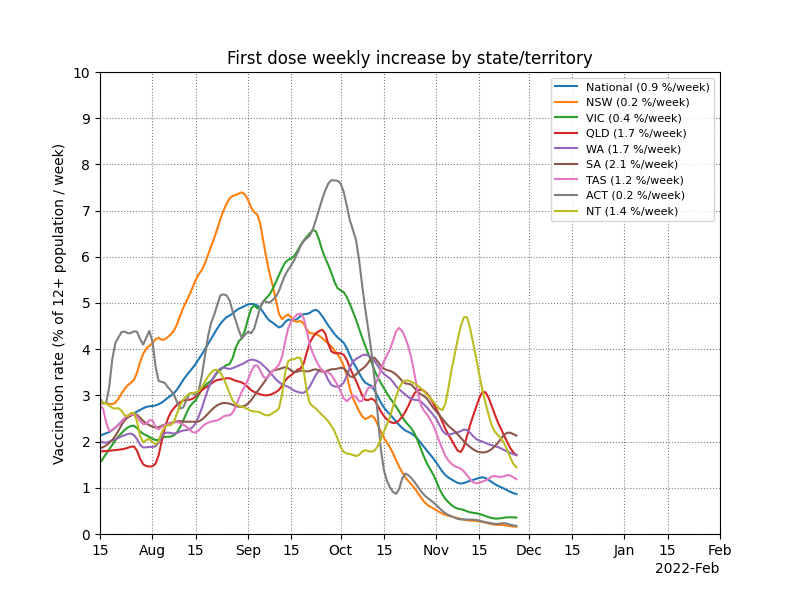 First dose weekly increase by state/territory
Vaccination rate (% of 12+ population / week)
10
9
8
7
6
5
4
3
2
1
0
National (0.9 %/week)
NSW (0.2 %/week)
VIC (0.4 %/week)
QLD (1.7 %/week)
WA (1.7 %/week)
SA (2.1 %/week)
TAS (1.2 %/week)
ACT (0.2 %/week)
NT (1.4 %/week)
15 Aug 15 Sep 15 Oct 15 Nov 15 Dec 15 Jan 15 Feb
2022-Feb